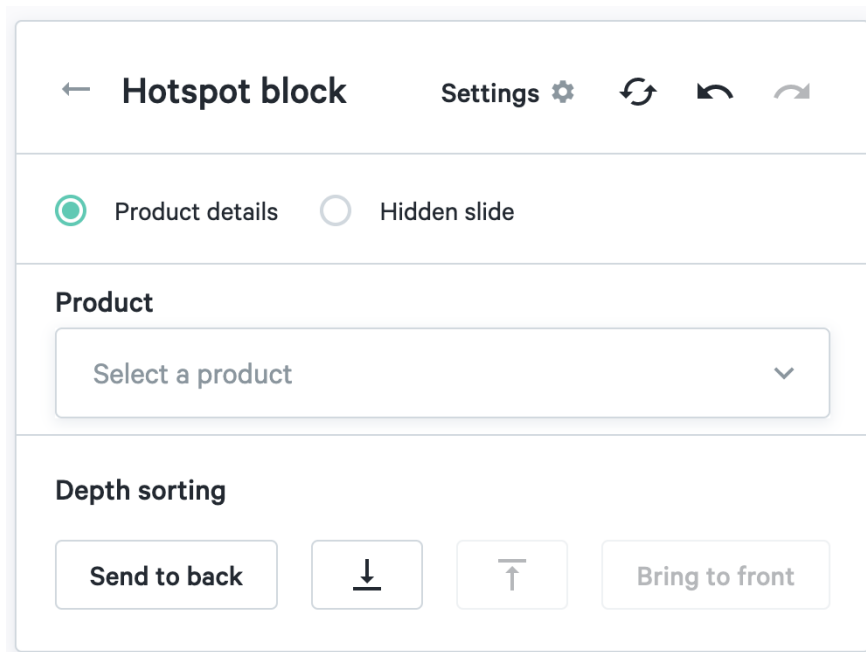 Hotspot block Settings
Product details Hidden slide
Product
Select a product
Depth sorting
Send to back Bring to front